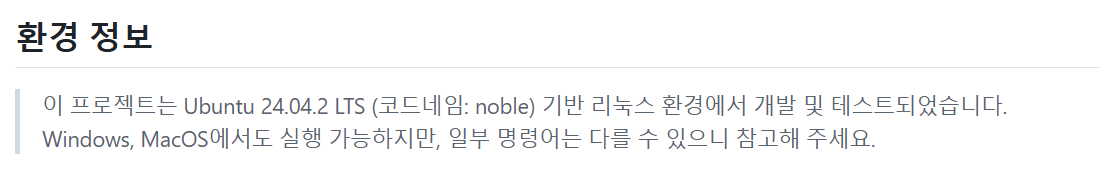 환경 정보
이 프로젝트는 Ubuntu 24.04.2 LTS (코드네임: noble) 기반 리눅스 환경에서 개발 및 테스트되었습니다.
Windows, MacOS에서도 실행 가능하지만, 일부 명령어는 다를 수 있으니 참고해 주세요.